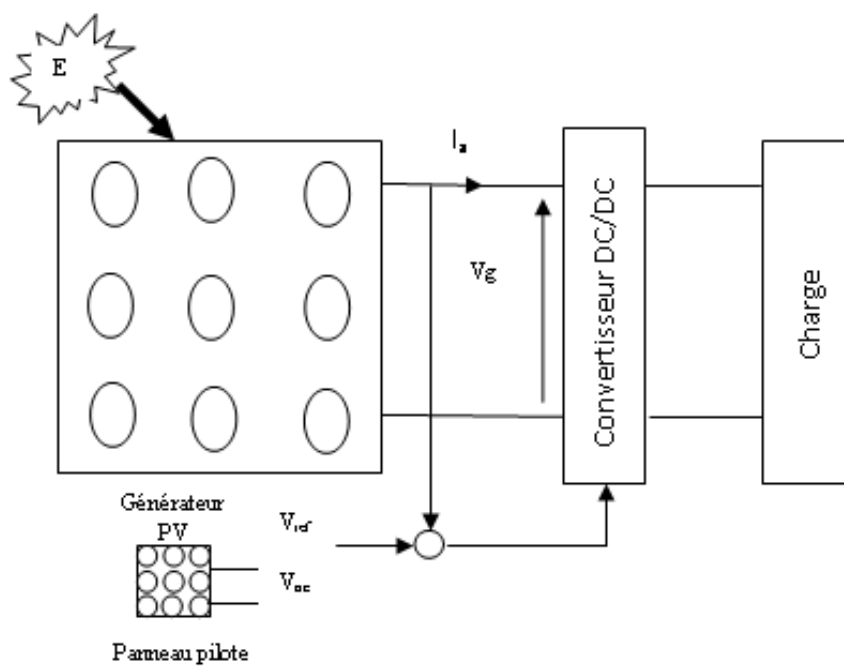 E
Iₐ
Vg
Convertisseur DC/DC
Charge
Générateur
PV
Vref
Voc
Panneau pilote